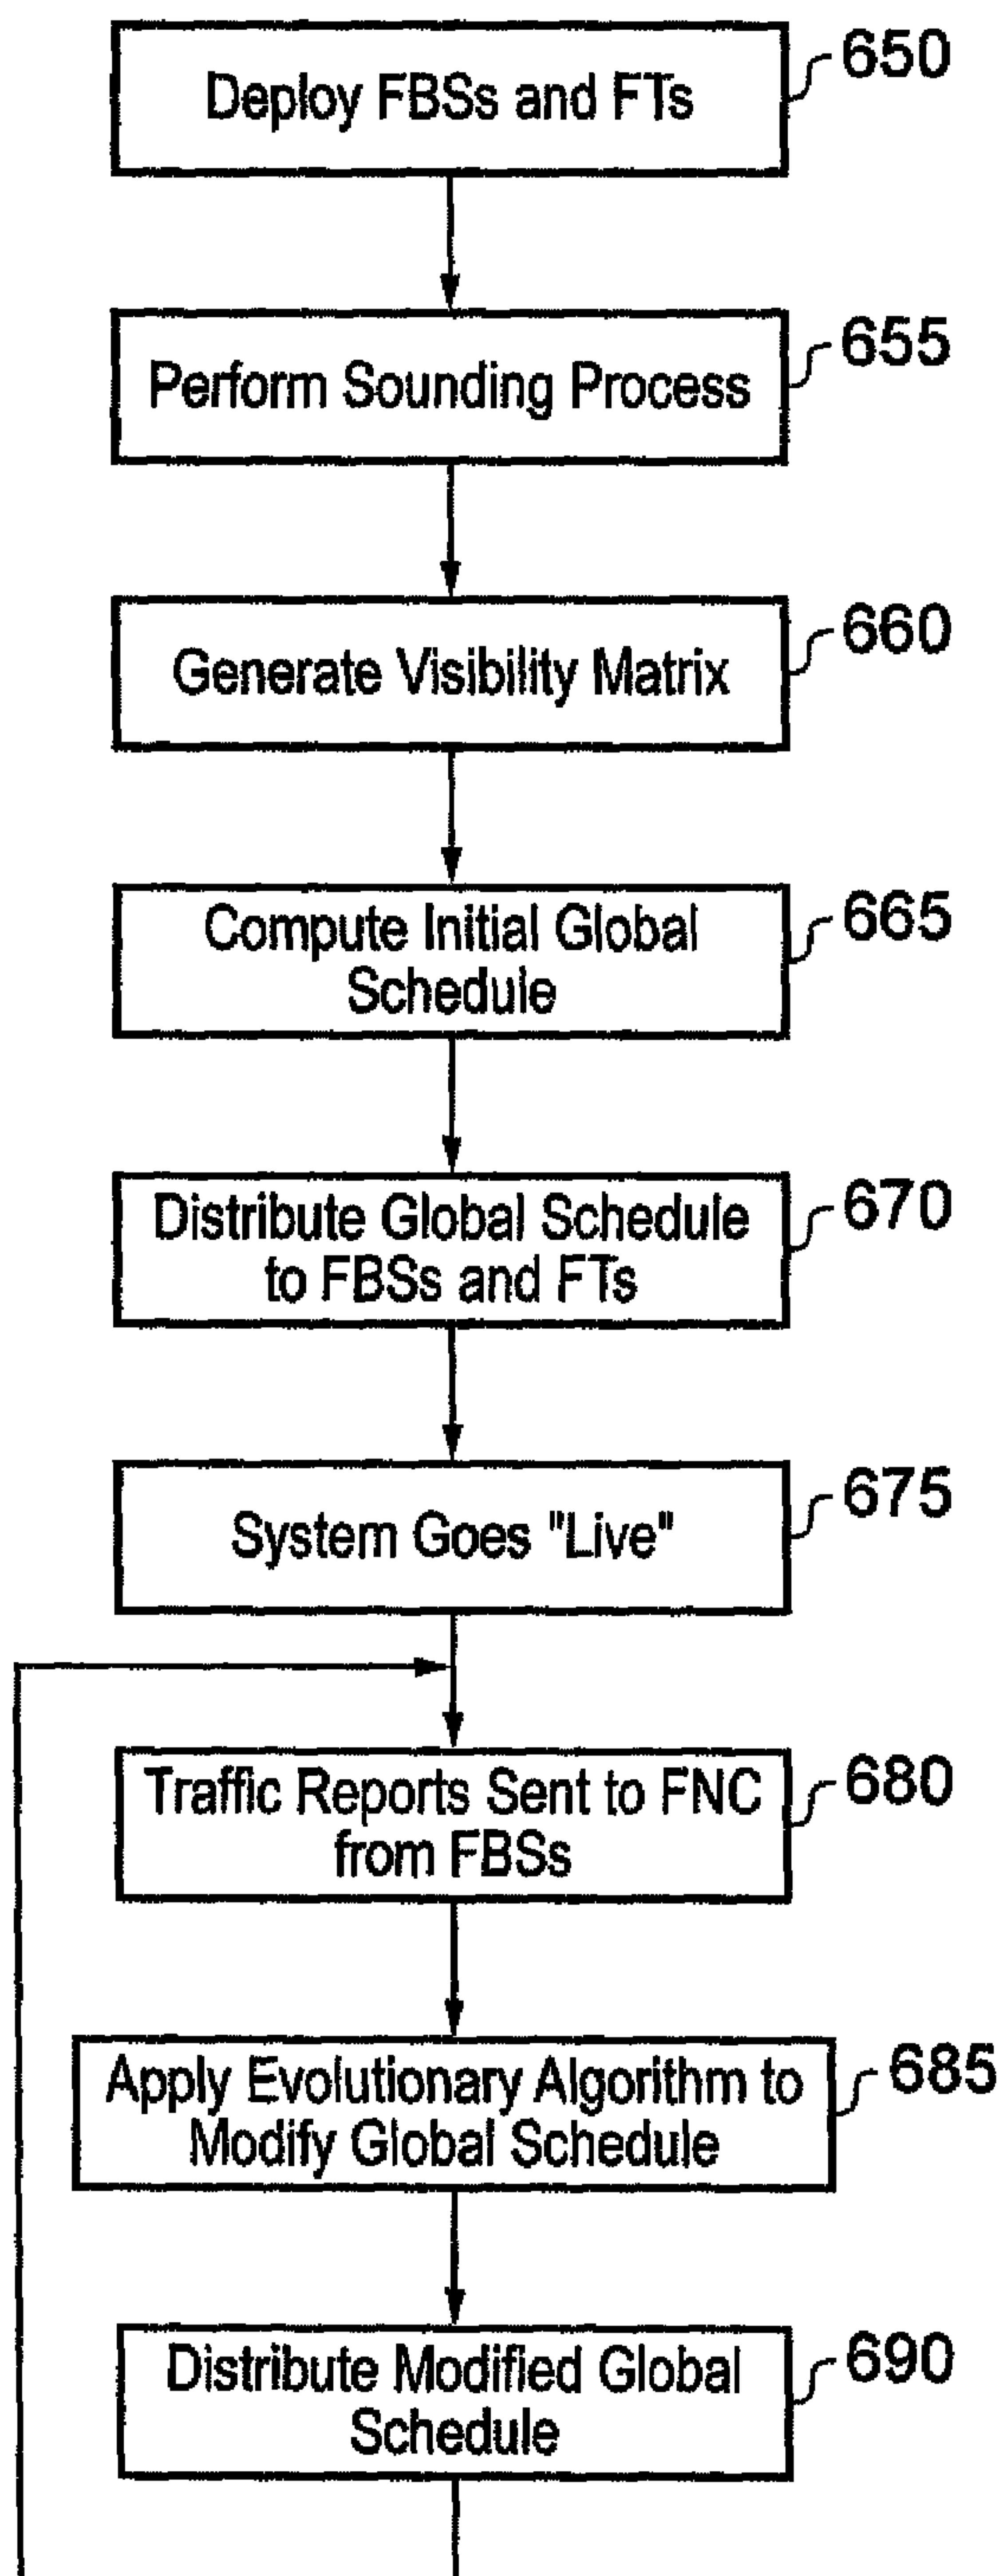 Deploy FBSs and FTs
650
Perform Sounding Process
655
Generate Visibility Matrix
660
Compute Initial Global
Schedule
665
Distribute Global Schedule
to FBSs and FTs
670
System Goes "Live"
675
Traffic Reports Sent to FNC
from FBSs
680
Apply Evolutionary Algorithm to
Modify Global Schedule
685
Distribute Modified Global
Schedule
690